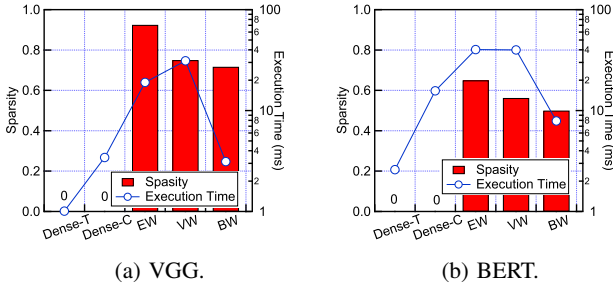 1.0
0.8
0.6
0.4
0.2
0.0
Sparsity
100
8
6
4
2
10
8
6
4
2
1
Execution Time (ms)
0
0
Spasity
Execution Time
Dense-T
Dense-C
EW
VW
BW
(a) VGG.
1.0
0.8
0.6
0.4
0.2
0.0
Sparsity
100
8
6
4
2
10
8
6
4
2
1
Execution Time (ms)
0
0
Spasity
Execution Time
Dense-T
Dense-C
EW
VW
BW
(b) BERT.